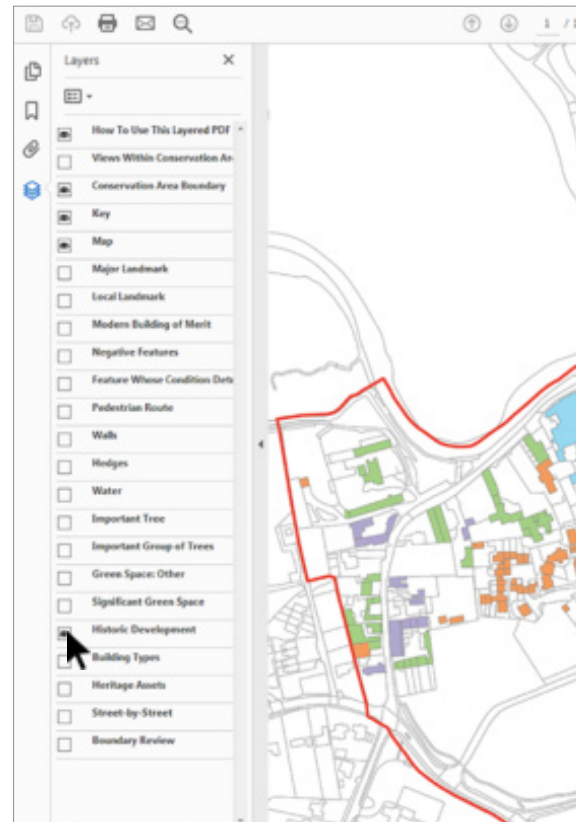 1 /
Layers
How To Use This Layered PDF
Views Within Conservation
Conservation Area Boundary
Key
Map
Major Landmark
Local Landmark
Modern Building of Merit
Negative Features
Feature Whose Condition
Pedestrian Route
Walls
Hedges
Water
Important Tree
Important Group of Trees
Green Space: Other
Significant Green Space
Historic Development
Building Types
Heritage Assets
Street-by-Street
Boundary Review